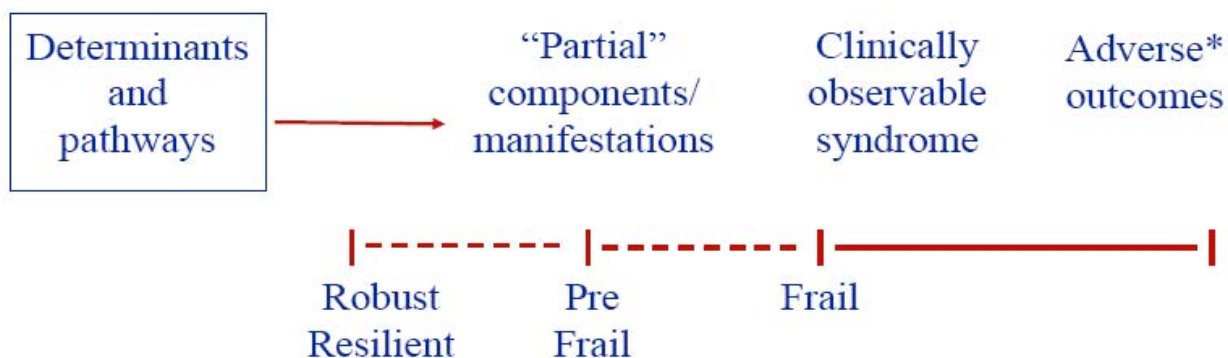 Determinants
and
pathways
“Partial”
components/
manifestations
Clinically
observable
syndrome
Adverse*
outcomes
Robust
Resilient
Pre
Frail
Frail